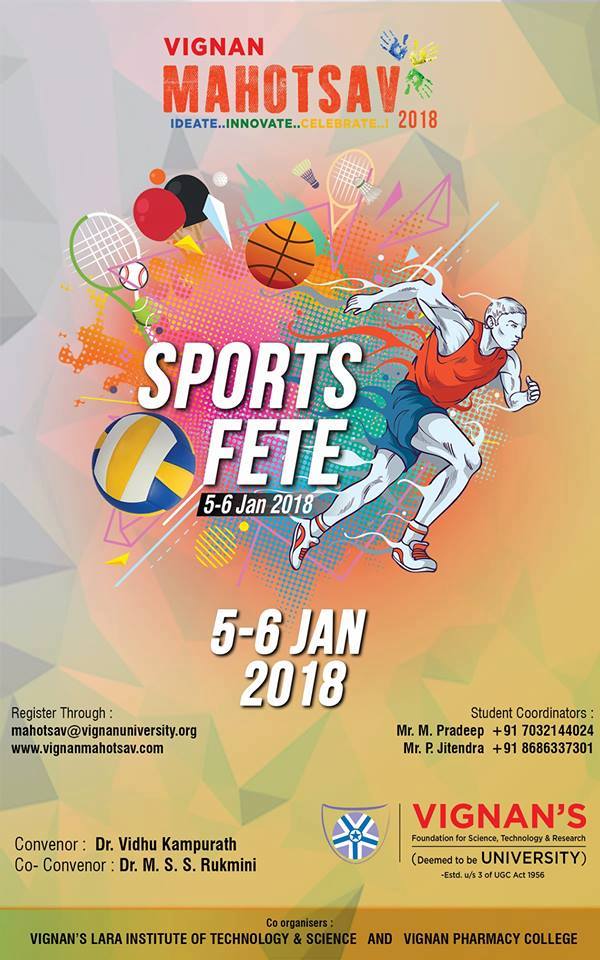 VIGNAN
MAHOTSAV
2018
IDEATE..INNOVATE..CELEBRATE..!
SPORTS
FETE
5-6 Jan 2018
5-6 JAN
2018
Register Through :
mahotsav@vignanuniversity.org
www.vignanmahotsav.com
Student Coordinators :
Mr. M. Pradeep +91 7032144024
Mr. P. Jitendra +91 8686337301
Convenor : Dr. Vidhu Kampurath
Co- Convenor : Dr. M. S. S. Rukmini
VIGNAN'S
Foundation for Science, Technology & Research
(Deemed to be UNIVERSITY)
-Estd. u/s 3 of UGC Act 1956
Co organisers :
VIGNAN'S LARA INSTITUTE OF TECHNOLOGY & SCIENCE AND VIGNAN PHARMACY COLLEGE